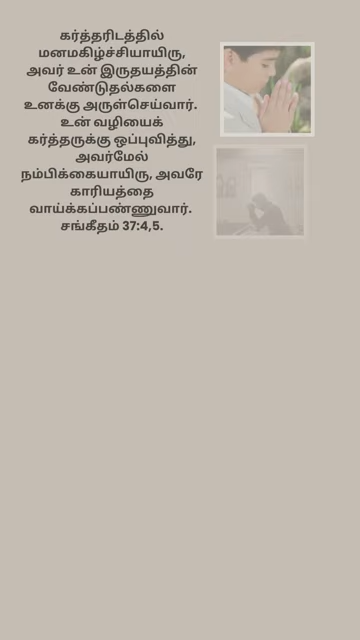 கர்த்தரிடத்தில்
மனமகிழ்ச்சியாயிரு,
அவர் உன் இருதயத்தின்
வேண்டுதல்களை
உனக்கு அருள்செய்வார்.
உன் வழியைக்
கர்த்தருக்கு ஒப்புவித்து,
அவர்மேல்
நம்பிக்கையாயிரு, அவரே
காரியத்தை
வாய்க்கப்பண்ணுவார்.
சங்கீதம் 37:4,5.